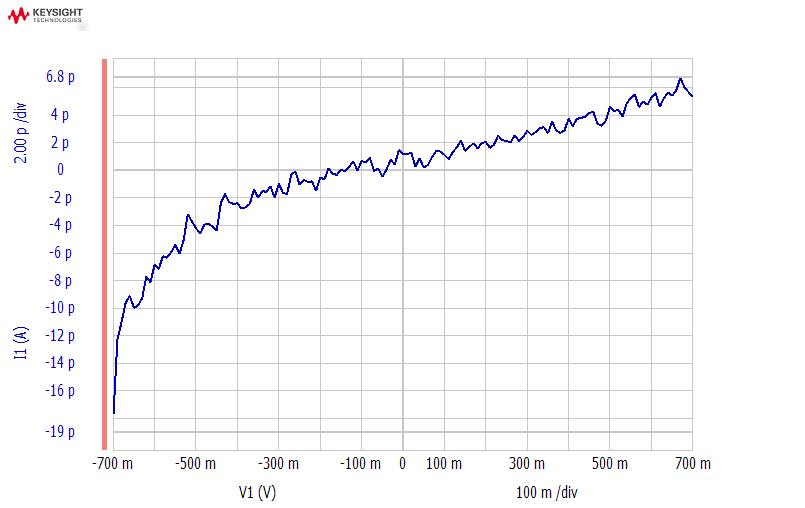 KEYSIGHT
TECHNOLOGIES
6.8 p
4 p
2 p
0
-2 p
-4 p
-6 p
-8 p
-10 p
-12 p
-14 p
-16 p
-19 p
2.00 p /div
I1 (A)
-700 m -500 m -300 m -100 m 0 100 m 300 m 500 m 700 m
V1 (V) 100 m /div